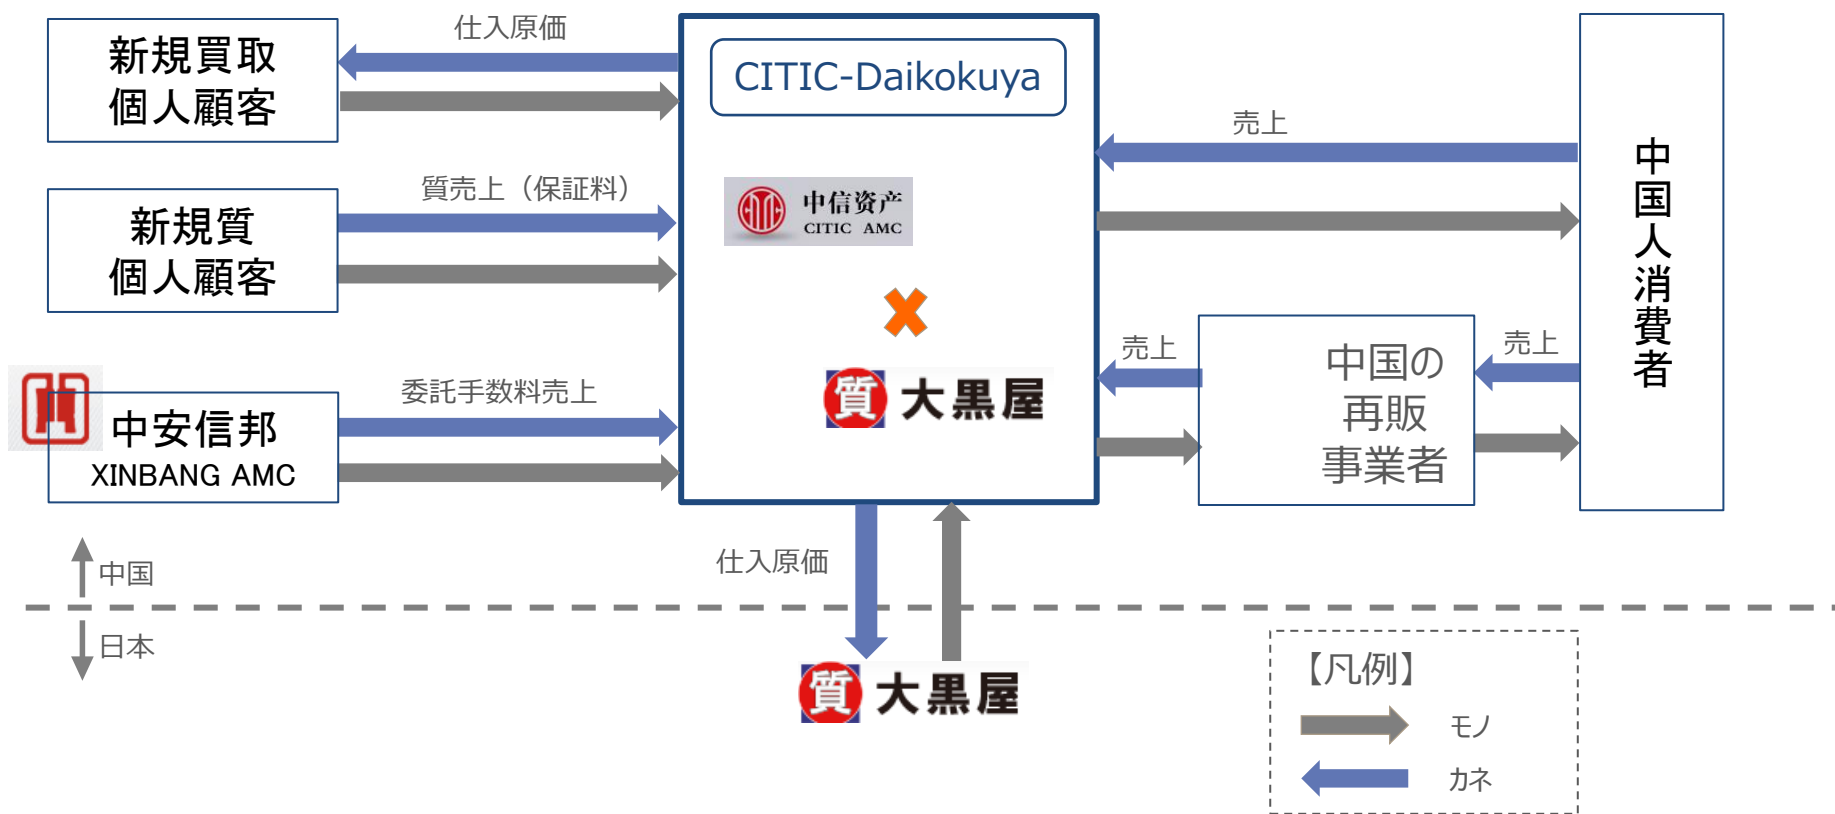 新規買取
個人顧客
仕入原価
CITIC-Daikokuya
売上
中国人消費者
新規質
個人顧客
質売上（保証料）
中信资产
CITIC AMC
質 大黒屋
売上
中国の
再販
事業者
売上
中安信邦
XINBANG AMC
委託手数料売上
中国
日本
仕入原価
質 大黒屋
【凡例】
モノ
カネ